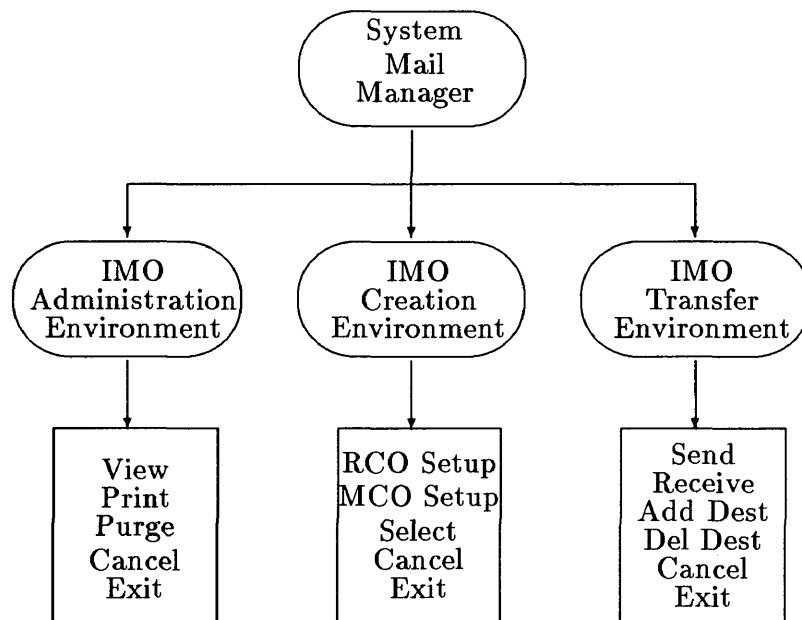 System
Mail
Manager
IMO
Administration
Environment
IMO
Creation
Environment
IMO
Transfer
Environment
View
Print
Purge
Cancel
Exit
RCO Setup
MCO Setup
Select
Cancel
Exit
Send
Receive
Add Dest
Del Dest
Cancel
Exit